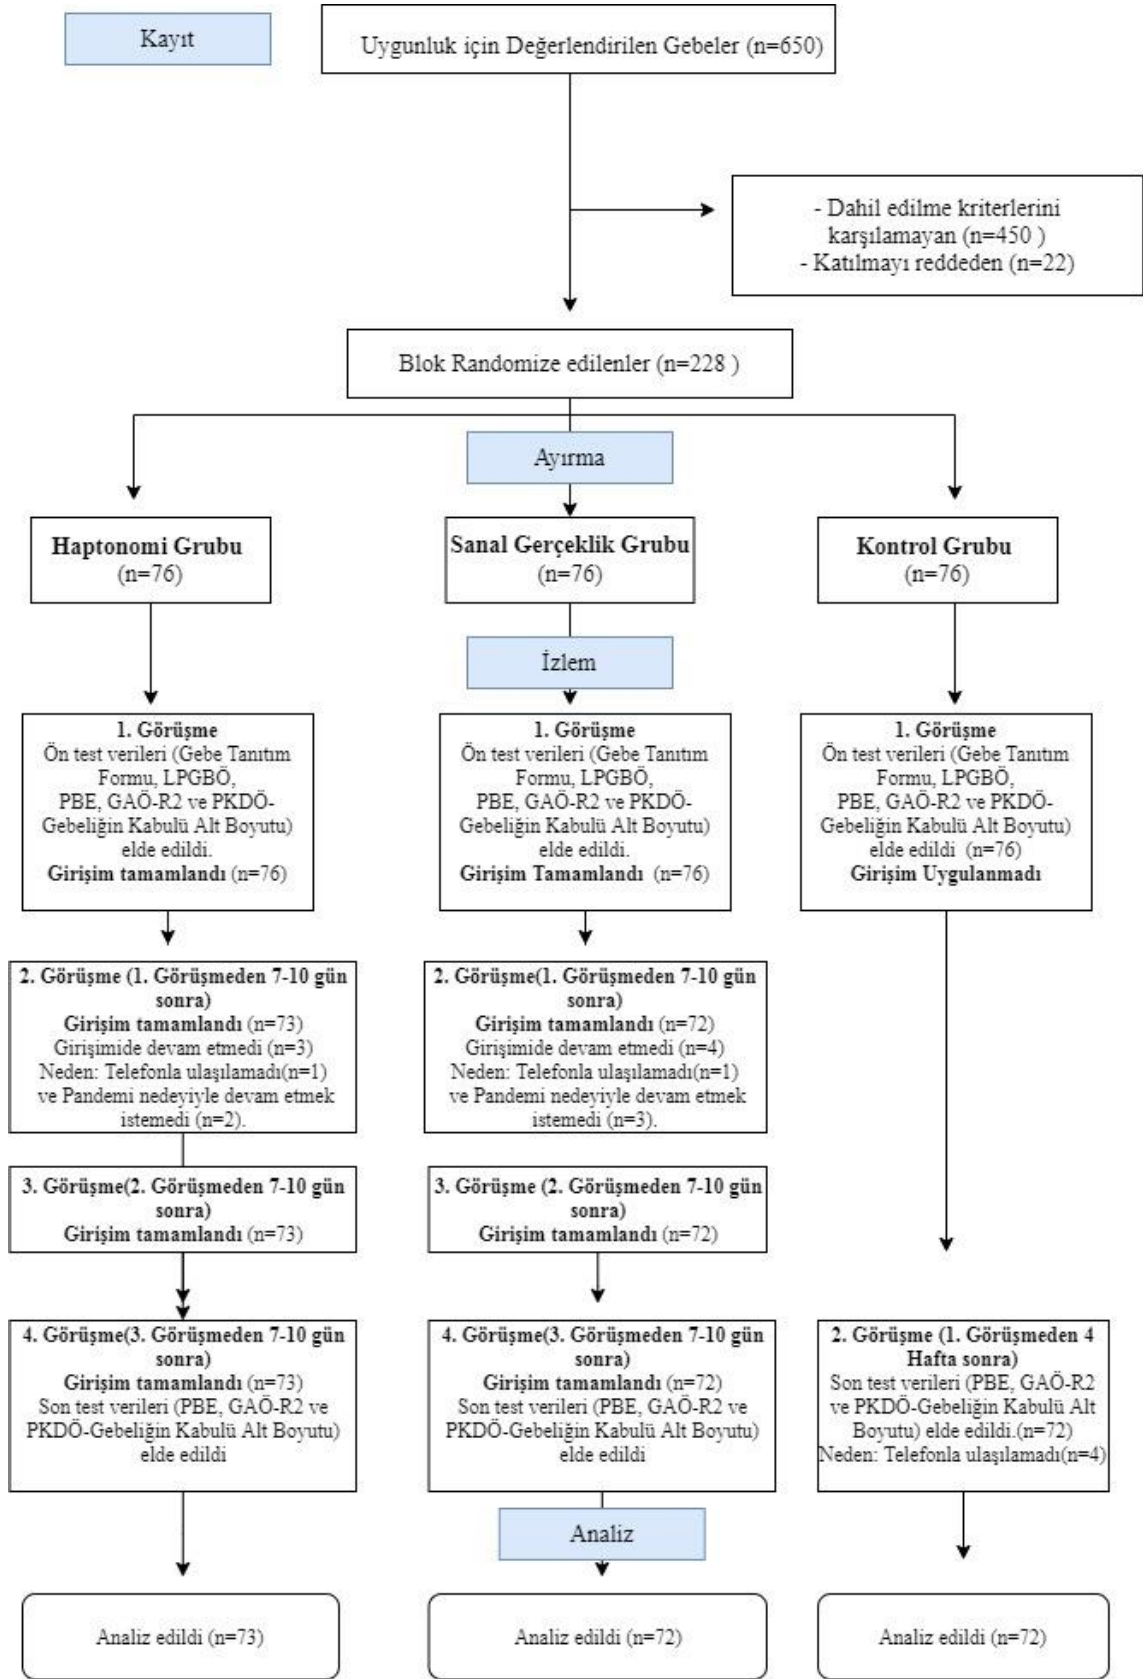 Kayıt
Uygunluk için Değerlendirilen Gebeler (n=650)
- Dahil edilme kriterlerini
karşılamayan (n=450 )
- Katılmayı reddeden (n=22)
Blok Randomize edilenler (n=228 )
Ayırma
Haptonomi Grubu
(n=76)
Sanal Gerçeklik Grubu
(n=76)
Kontrol Grubu
(n=76)
İzlem
1. Görüşme
Ön test verileri (Gebe Tanıtım
Formu, LPGBÖ,
PBE, GAÖ-R2 ve PKDÖ-
Gebeliğin Kabulü Alt Boyutu)
elde edildi.
Girişim tamamlandı (n=76)
1. Görüşme
Ön test verileri (Gebe Tanıtım
Formu, LPGBÖ,
PBE, GAÖ-R2 ve PKDÖ-
Gebeliğin Kabulü Alt Boyutu)
elde edildi.
Girişim Tamamlandı (n=76)
1. Görüşme
Ön test verileri (Gebe Tanıtım
Formu, LPGBÖ,
PBE, GAÖ-R2 ve PKDÖ-
Gebeliğin Kabulü Alt Boyutu)
elde edildi (n=76)
Girişim Uygulanmadı
2. Görüşme (1. Görüşmeden 7-10 gün
sonra)
Girişim tamamlandı (n=73)
Girişimide devam etmedi (n=3)
Neden: Telefonla ulaşılamadı(n=1)
ve Pandemi nedeyiyle devam etmek
istemedi (n=2).
2. Görüşme(1. Görüşmeden 7-10 gün
sonra)
Girişim tamamlandı (n=72)
Girişimide devam etmedi (n=4)
Neden: Telefonla ulaşılamadı(n=1)
ve Pandemi nedeyiyle devam etmek
istemedi (n=3).
3. Görüşme(2. Görüşmeden 7-10 gün
sonra)
Girişim tamamlandı (n=73)
3. Görüşme (2. Görüşmeden 7-10 gün
sonra)
Girişim tamamlandı (n=72)
4. Görüşme(3. Görüşmeden 7-10 gün
sonra)
Girişim tamamlandı (n=73)
Son test verileri (PBE, GAÖ-R2 ve
PKDÖ-Gebeliğin Kabulü Alt Boyutu)
elde edildi
4. Görüşme(3. Görüşmeden 7-10 gün
sonra)
Girişim tamamlandı (n=72)
Son test verileri (PBE, GAÖ-R2 ve
PKDÖ-Gebeliğin Kabulü Alt Boyutu)
elde edildi
2. Görüşme (1. Görüşmeden 4
Hafta sonra)
Son test verileri (PBE, GAÖ-R2
ve PKDÖ-Gebeliğin Kabulü Alt
Boyutu) elde edildi.(n=72)
Neden: Telefonla ulaşılamadı(n=4)
Analiz
Analiz edildi (n=73)
Analiz edildi (n=72)
Analiz edildi (n=72)